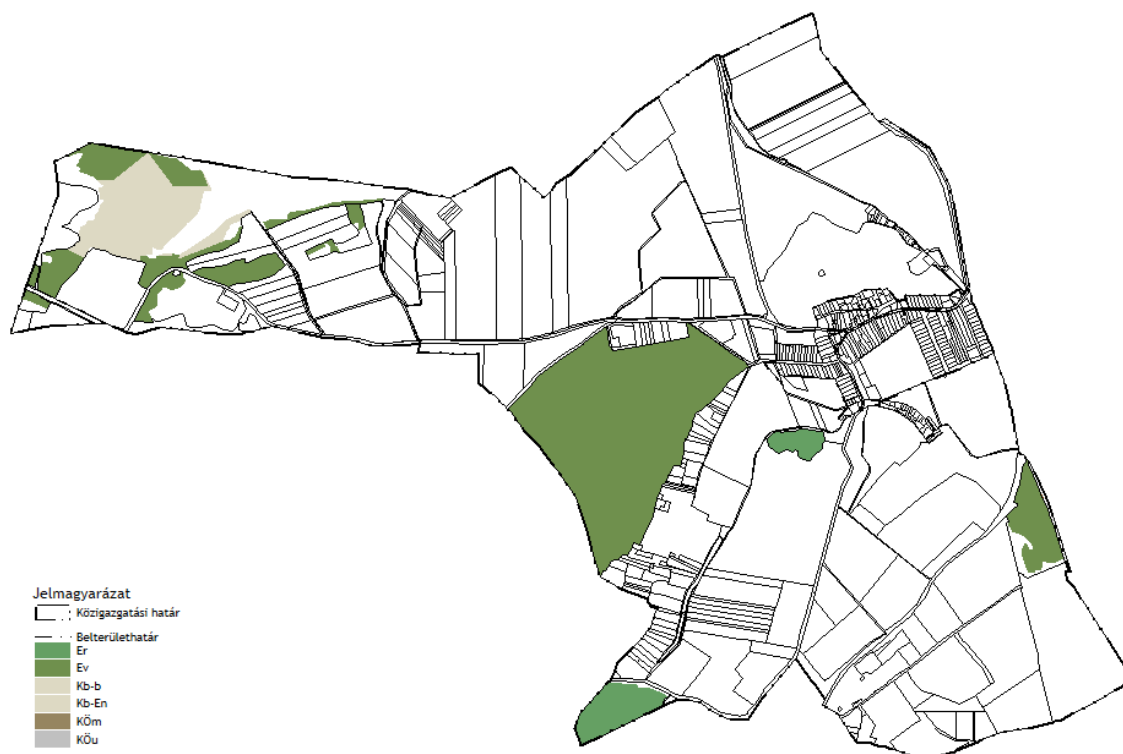 Jelmagyarázat
Közigazgatási határ
Belterülethatár
Er
Ev
Kb-b
Kb-En
KÖm
KÖu